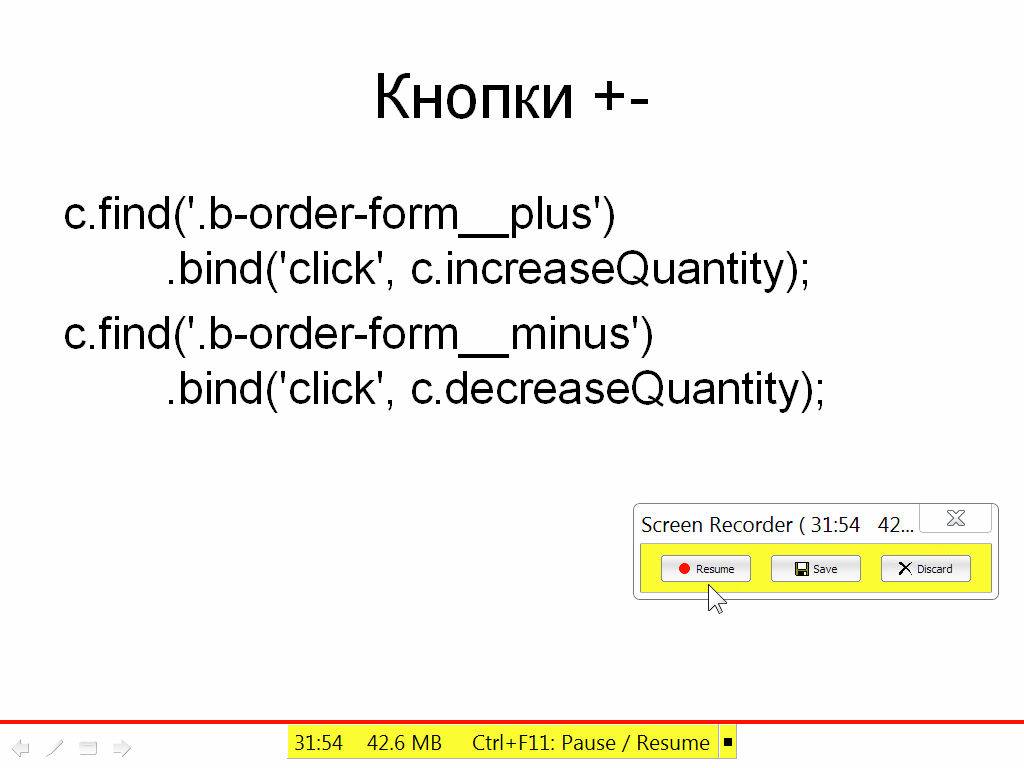 Кнопки +-
c.find('.b-order-form__plus')
.bind('click', c.increaseQuantity);
c.find('.b-order-form__minus')
.bind('click', c.decreaseQuantity);
Screen Recorder ( 31:54 42...
Resume Save Discard
31:54 42.6 MB Ctrl+F11: Pause / Resume